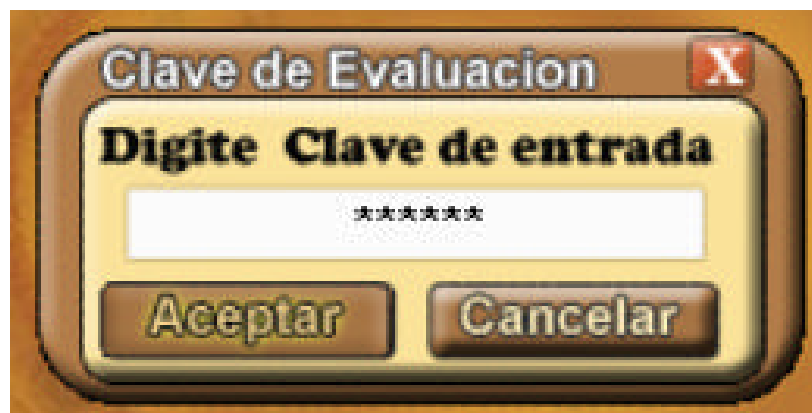 Clave de Evaluacion X
Digite Clave de entrada
******
Aceptar Cancelar